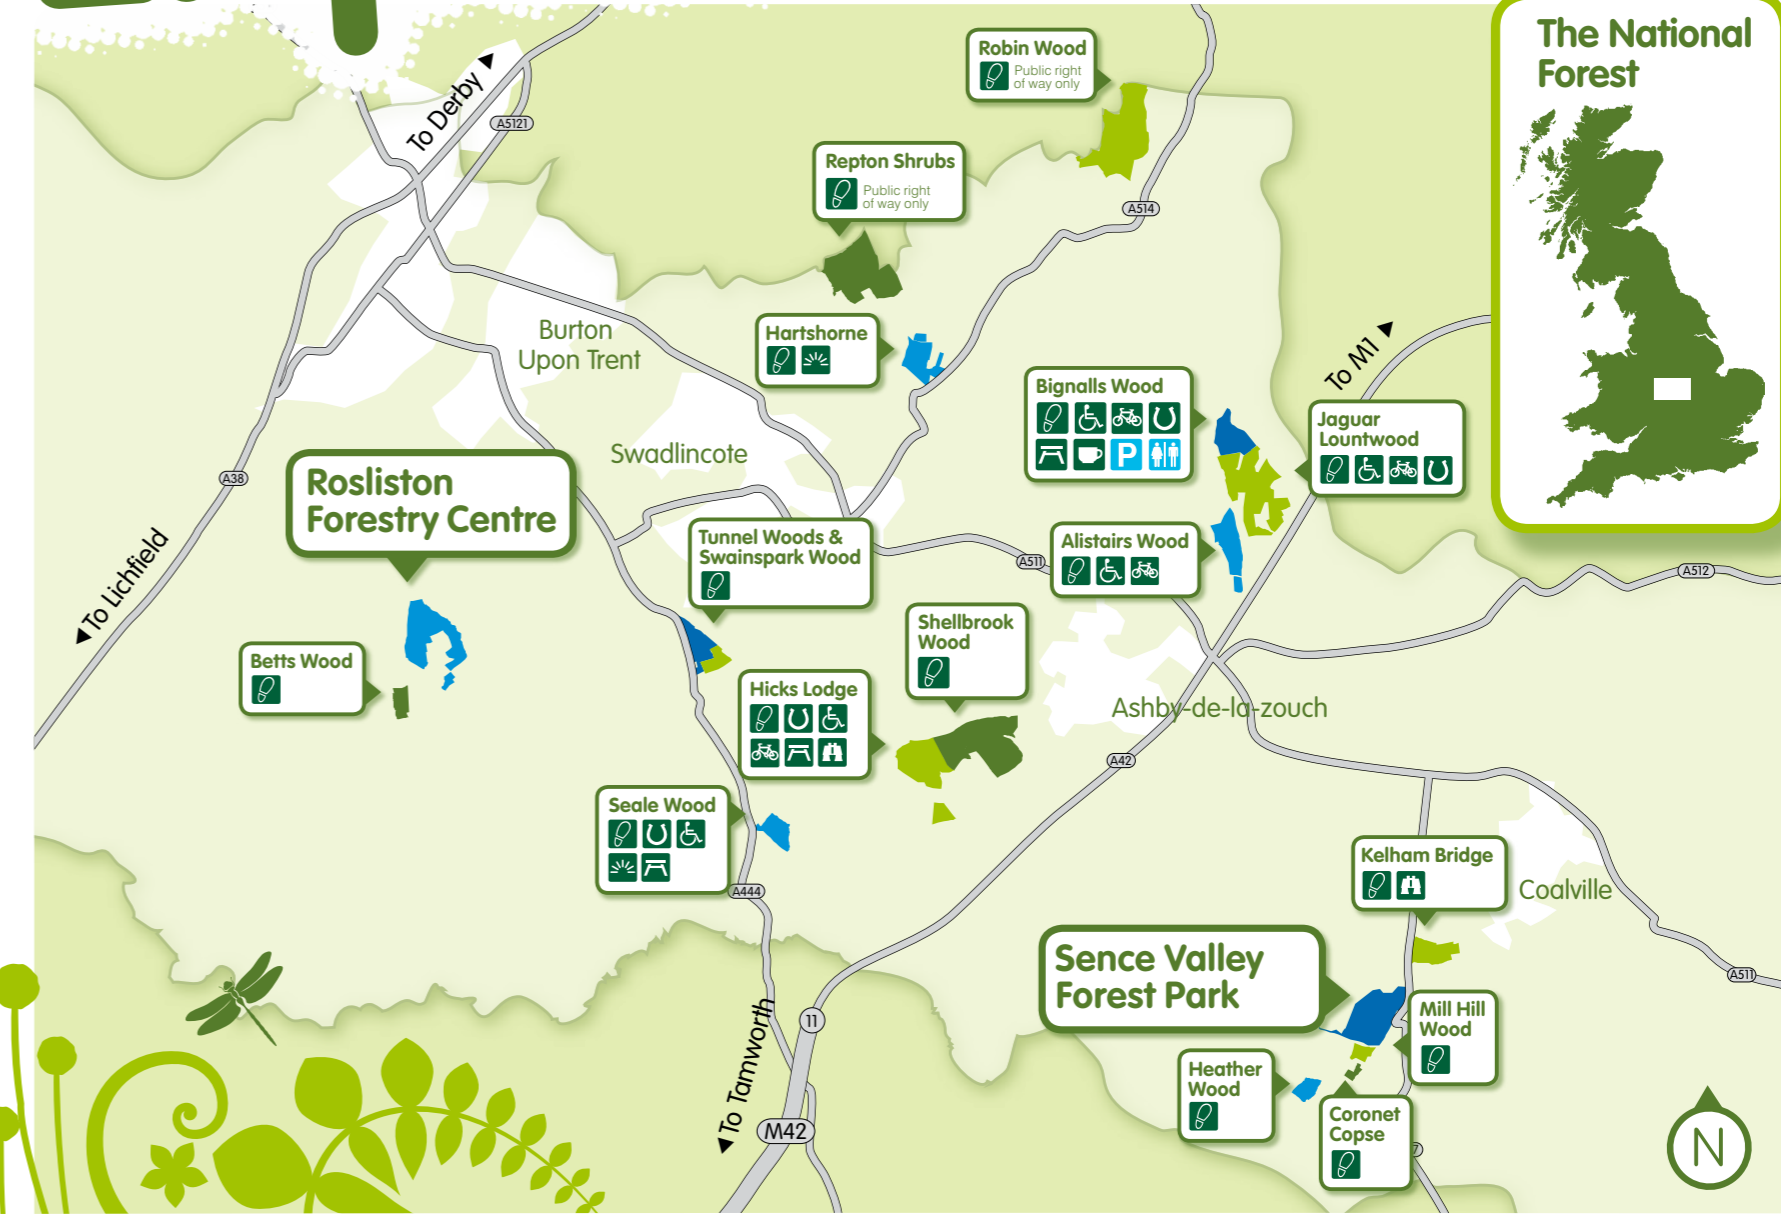 The National
Forest
Robin Wood
Public right
of way only
To Derby
A5121
Repton Shrubs
Public right
of way only
A514
Hartshorne
Burton
Upon Trent
To M1
Bignalls Wood
P
Jaguar
Lountwood
Swadlincote
A38
Rosliston
Forestry Centre
Tunnel Woods &
Swainspark Wood
Alistairs Wood
A511
A512
To Lichfield
Shellbrook
Wood
Betts Wood
Hicks Lodge
Ashby-de-la-zouch
A42
Seale Wood
A444
Kelham Bridge
Coalville
Sence Valley
Forest Park
A511
Mill Hill
Wood
11
To Tamworth
Heather
Wood
M42
Coronet
Copse
7
N